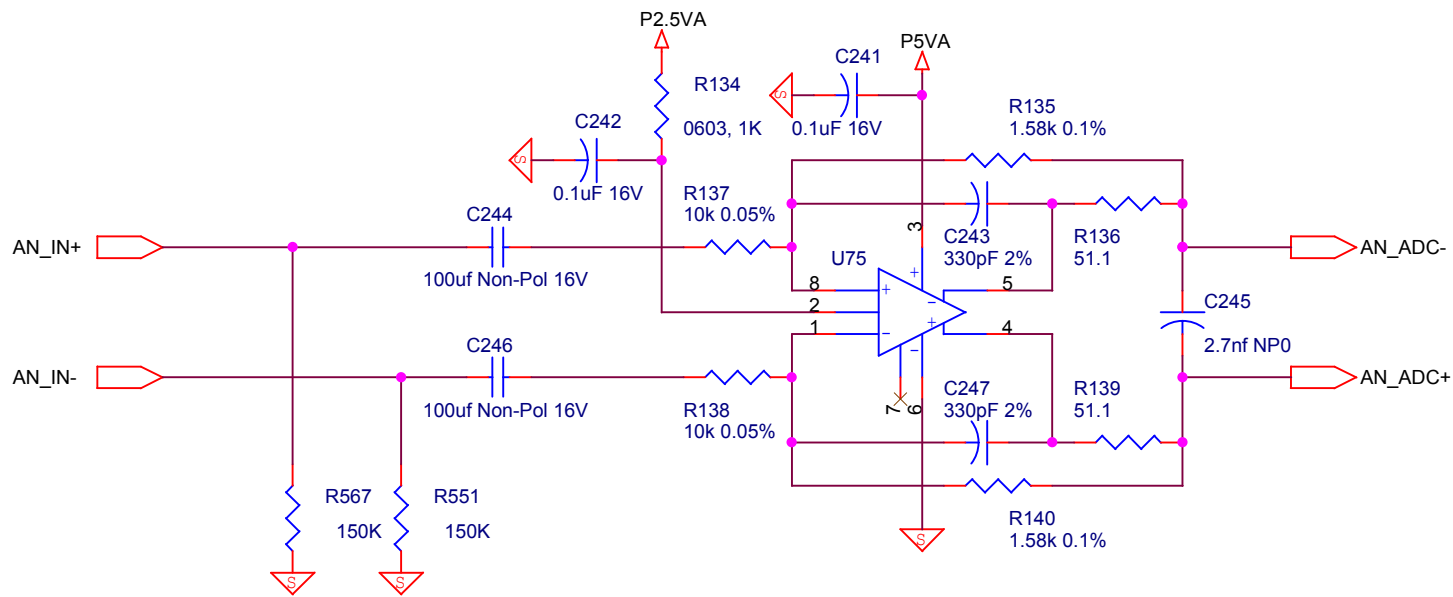 P2.5VA
P5VA
C241
0.1uF 16V
R134
0603, 1K
C242
0.1uF 16V
R135
1.58k 0.1%
R137
10k 0.05%
C244
100uf Non-Pol 16V
AN_IN+
C243
330pF 2%
R136
51.1
AN_ADC-
U75
3
8
2
1
5
4
7
6
+
-
+
-
+
-
C245
2.7nf NP0
AN_IN-
C246
100uf Non-Pol 16V
R138
10k 0.05%
C247
330pF 2%
R139
51.1
AN_ADC+
R567
150K
R551
150K
R140
1.58k 0.1%
S
S
S
S
S